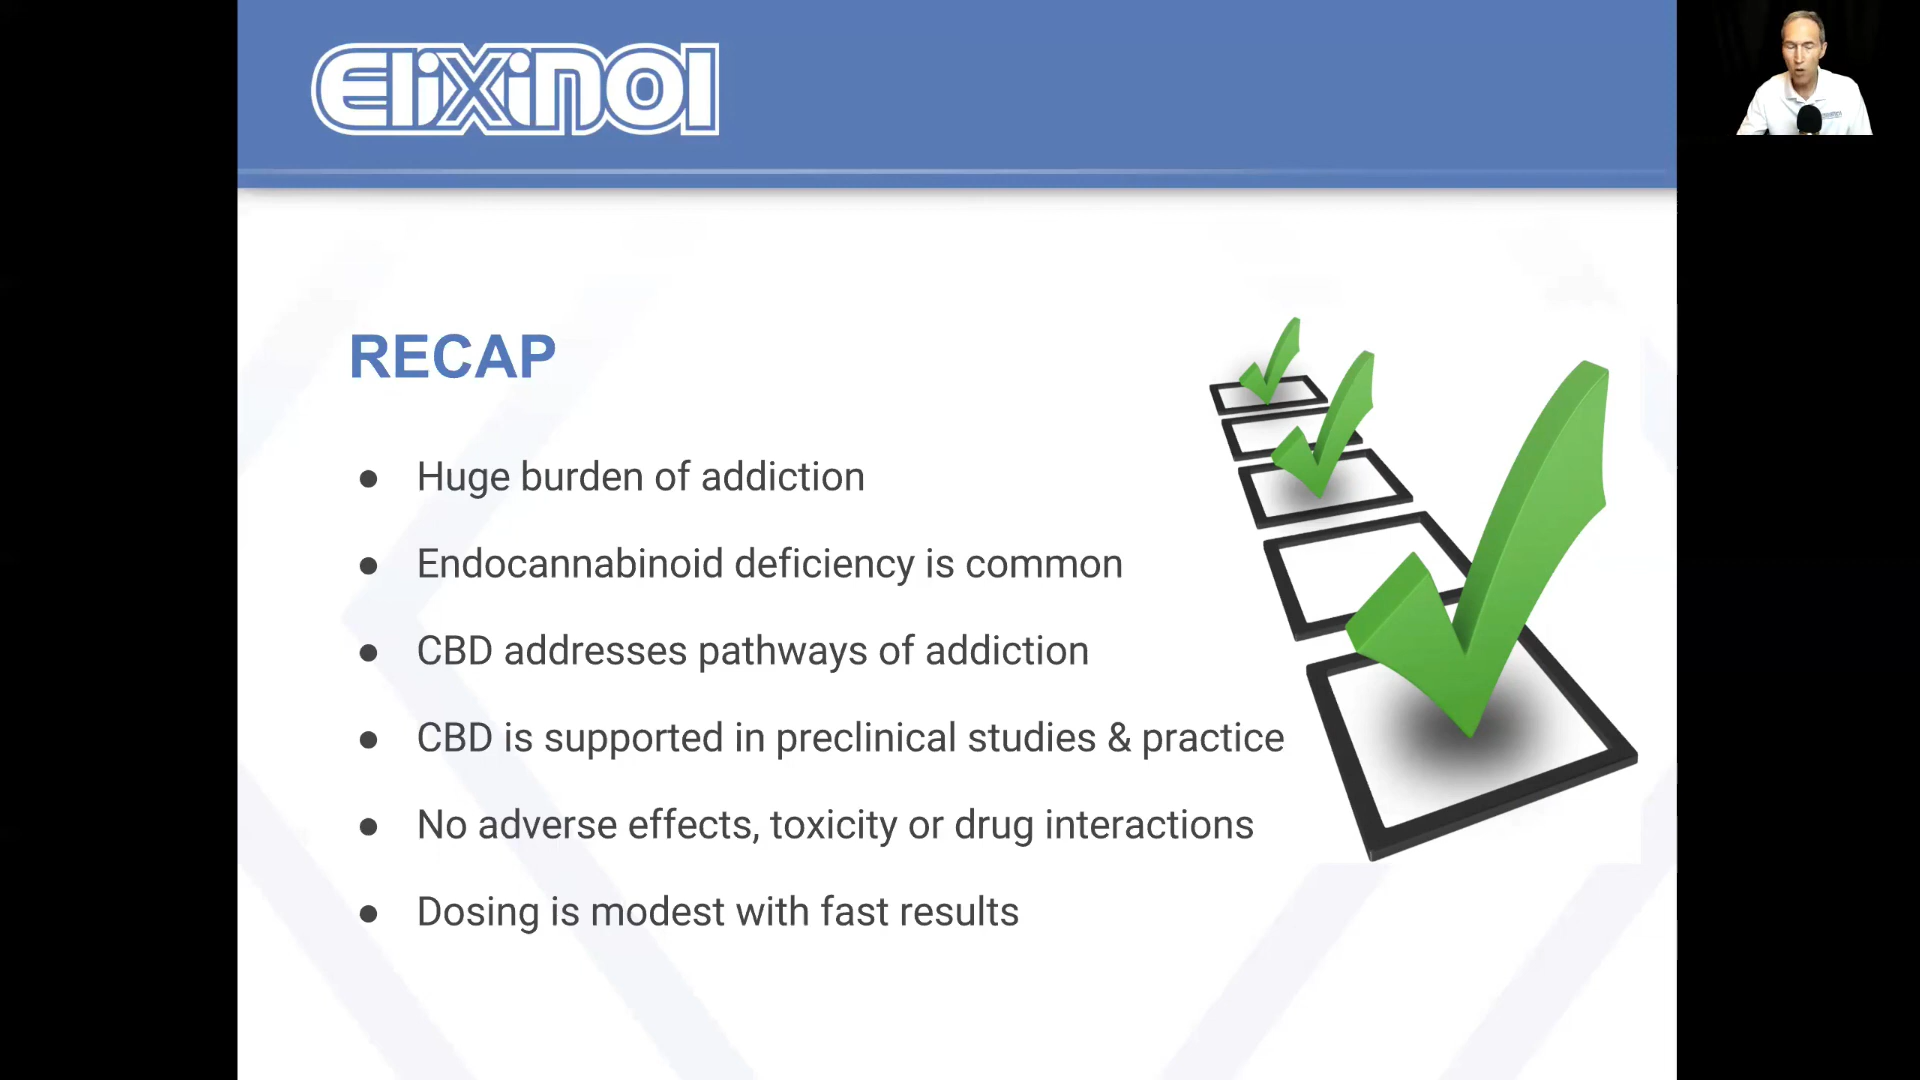 Elixinol
RECAP
● Huge burden of addiction
● Endocannabinoid deficiency is common
● CBD addresses pathways of addiction
● CBD is supported in preclinical studies & practice
● No adverse effects, toxicity or drug interactions
● Dosing is modest with fast results